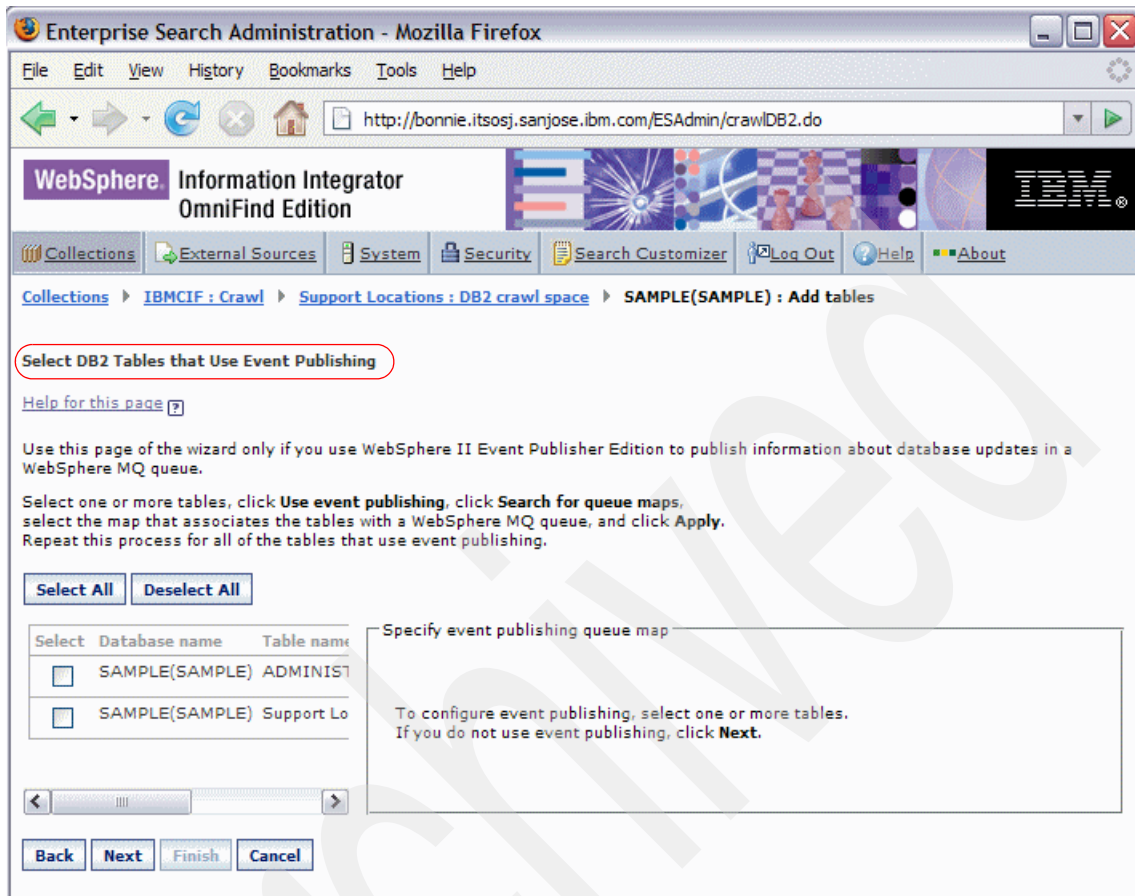 Enterprise Search Administration - Mozilla Firefox
File Edit View History Bookmarks Tools Help
http://bonnie.itsosj.sanjose.ibm.com/ESAdmin/crawlDB2.do
WebSphere. Information Integrator
OmniFind Edition
IBM®
Collections External Sources System Security Search Customizer Log Out Help About
Collections IBMCIF : Crawl Support Locations : DB2 crawl space SAMPLE(SAMPLE) : Add tables
Select DB2 Tables that Use Event Publishing
Help for this page ?
Use this page of the wizard only if you use WebSphere II Event Publisher Edition to publish information about database updates in a
WebSphere MQ queue.
Select one or more tables, click Use event publishing, click Search for queue maps,
select the map that associates the tables with a WebSphere MQ queue, and click Apply.
Repeat this process for all of the tables that use event publishing.
Select All Deselect All
Select Database name Table name
SAMPLE(SAMPLE) ADMINIST
SAMPLE(SAMPLE) Support Lo
Specify event publishing queue map
To configure event publishing, select one or more tables.
If you do not use event publishing, click Next.
Back Next Finish Cancel